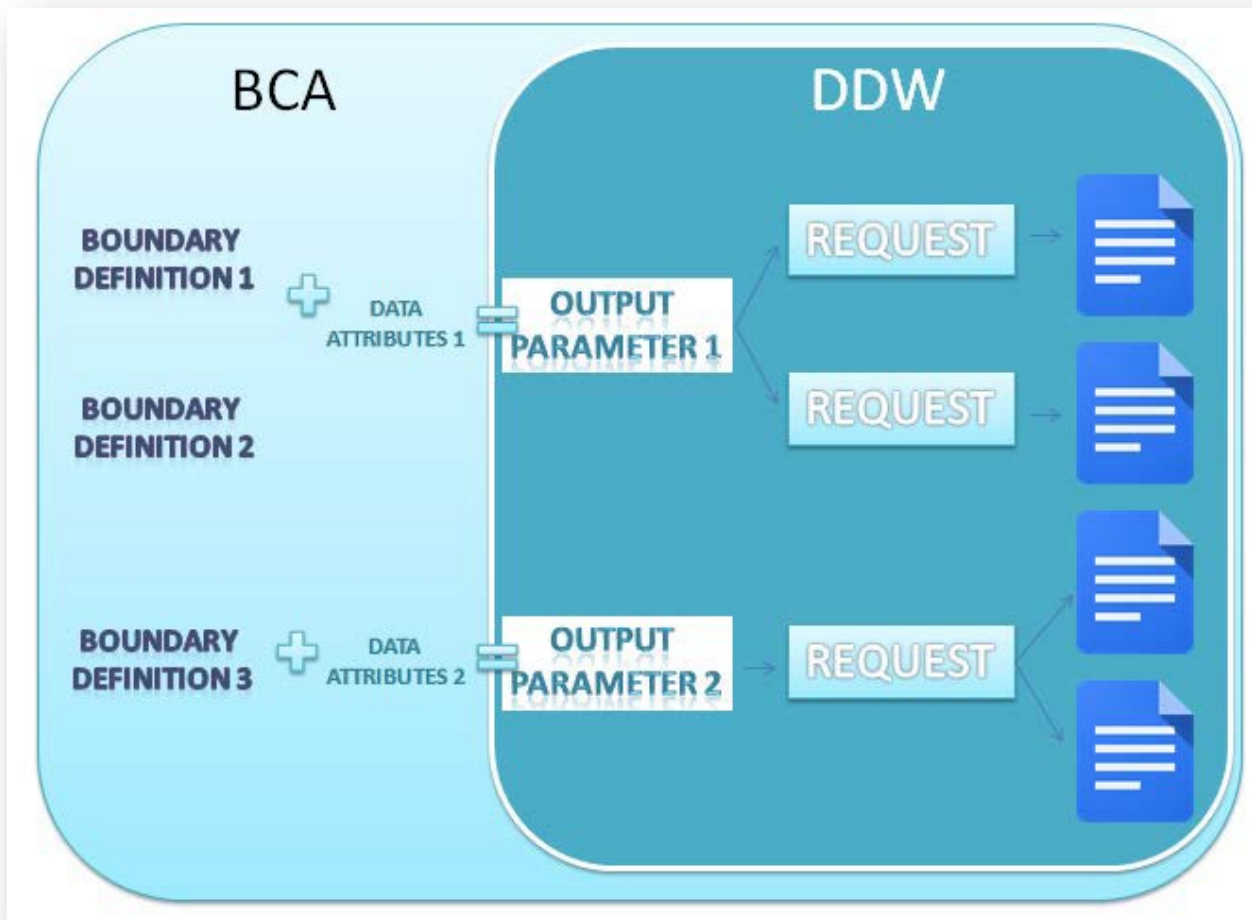 BCA
DDW
BOUNDARY
DEFINITION 1
DATA
ATTRIBUTES 1
OUTPUT
PARAMETER 1
REQUEST
REQUEST
BOUNDARY
DEFINITION 2
BOUNDARY
DEFINITION 3
DATA
ATTRIBUTES 2
OUTPUT
PARAMETER 2
REQUEST